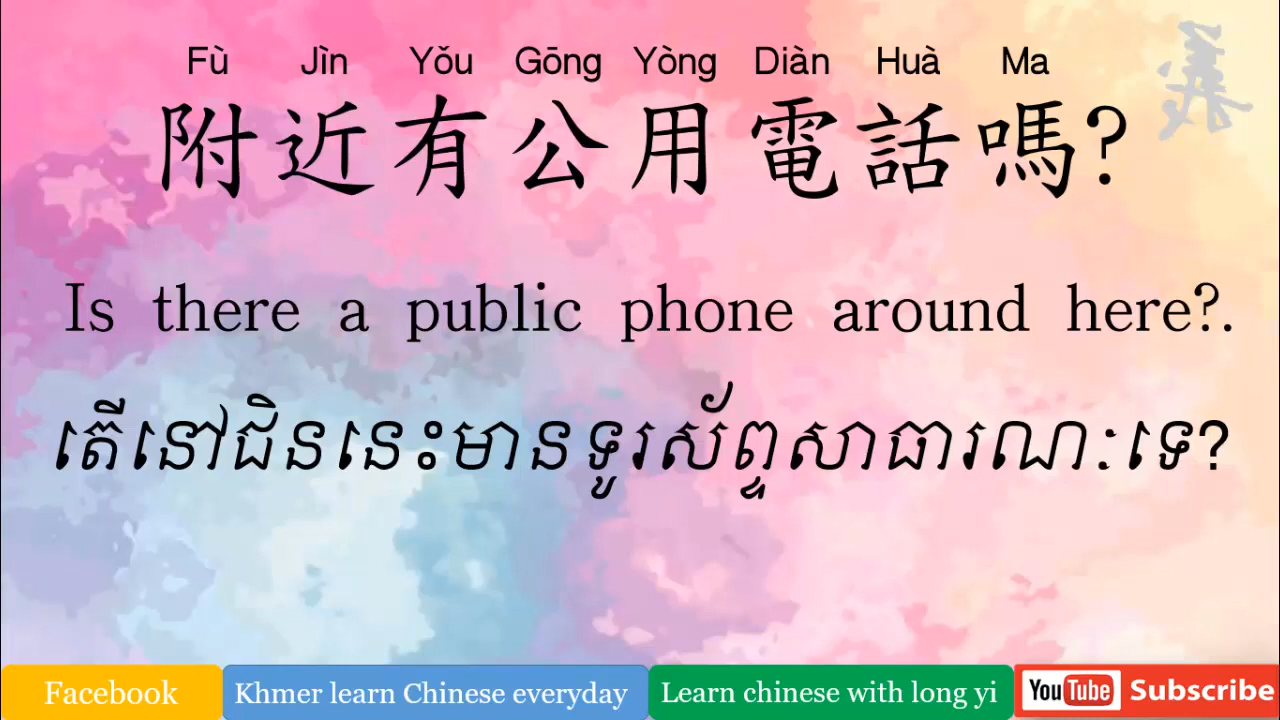 Fù Jìn Yǒu Gōng Yòng Diàn Huà Ma
附近有公用電話嗎?
Is there a public phone around here?.
តើនៅជិននេះមានទូរស័ព្ទសាធារណៈទេ?
Facebook
Khmer learn Chinese everyday
Learn chinese with long yi
YouTube Subscribe